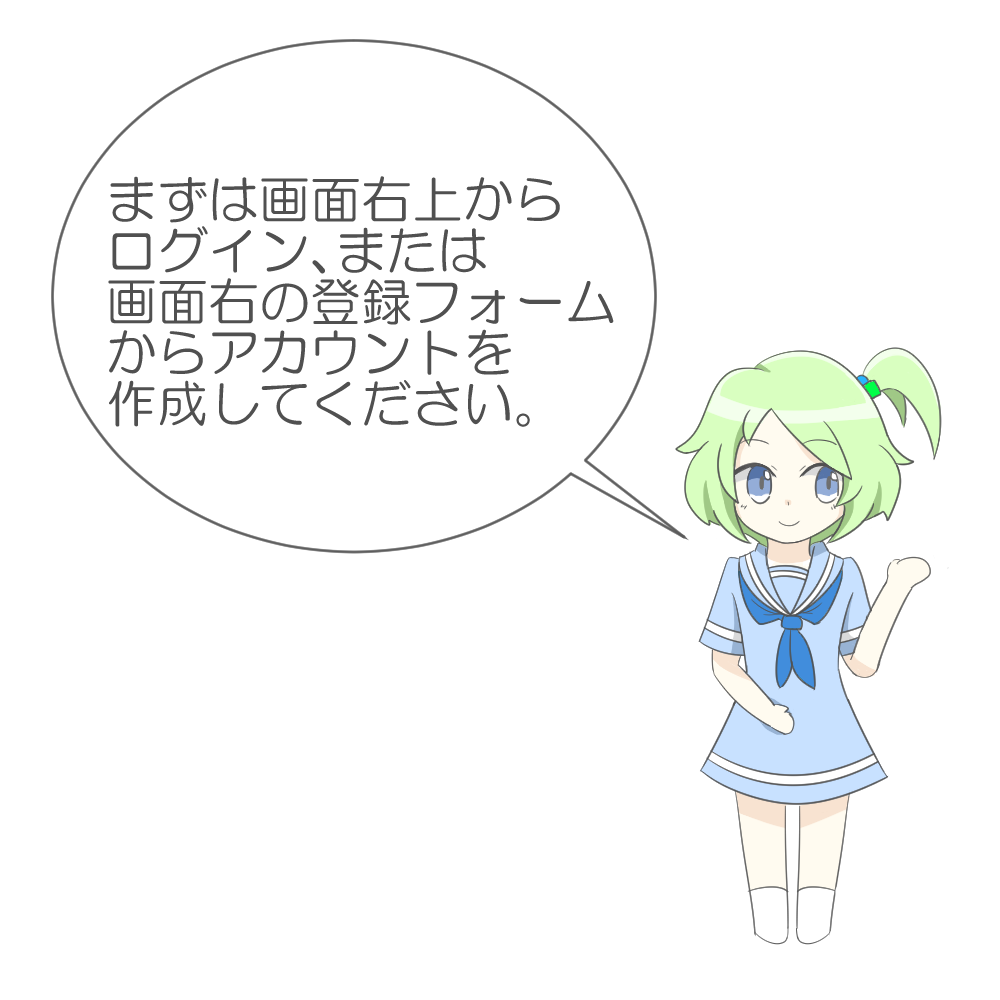 まずは画面右上から
ログイン、または
画面右の登録フォーム
からアカウントを
作成してください。